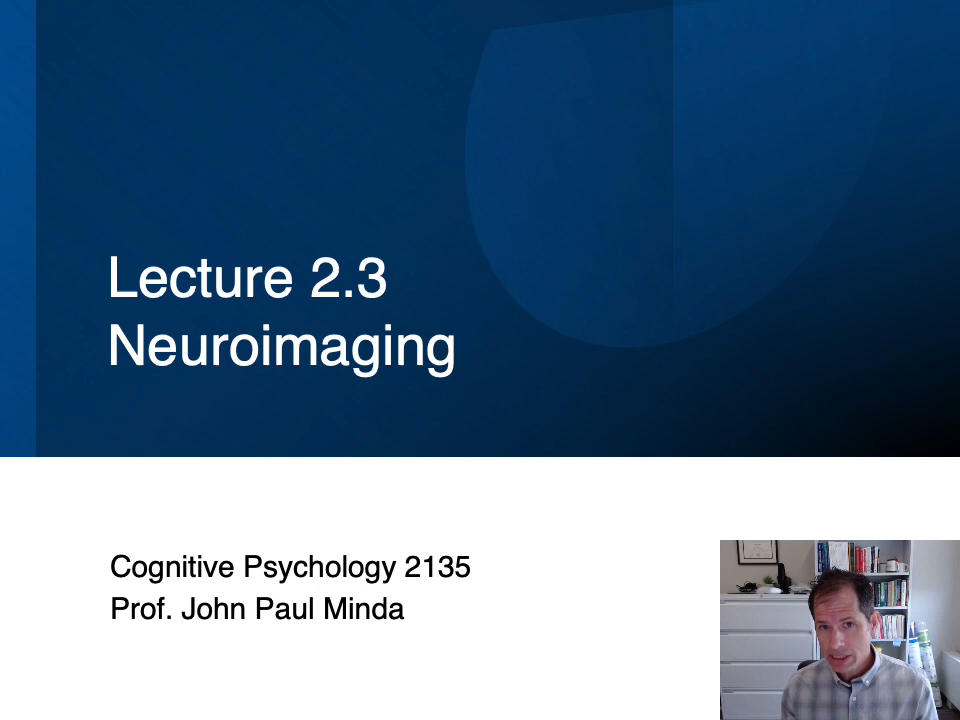 Lecture 2.3
Neuroimaging
Cognitive Psychology 2135
Prof. John Paul Minda